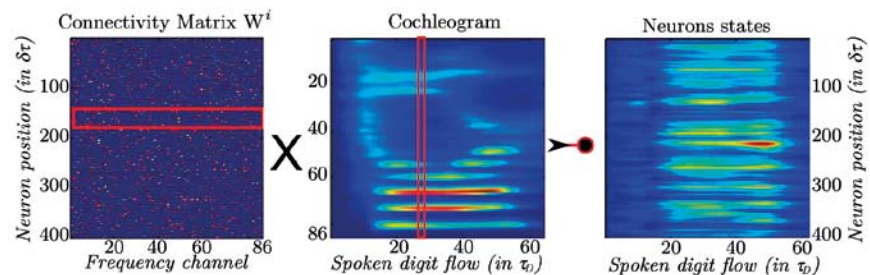 Connectivity Matrix Wⁱ
Cochleogram
Neurons states
Neuron position (in δτ)
100
200
300
400
20
40
60
86
Frequency channel
X
20
40
60
86
20
40
60
Spoken digit flow (in τ_D)
20
40
60
Spoken digit flow (in τ_D)
100
200
300
400
Neuron position (in δτ)